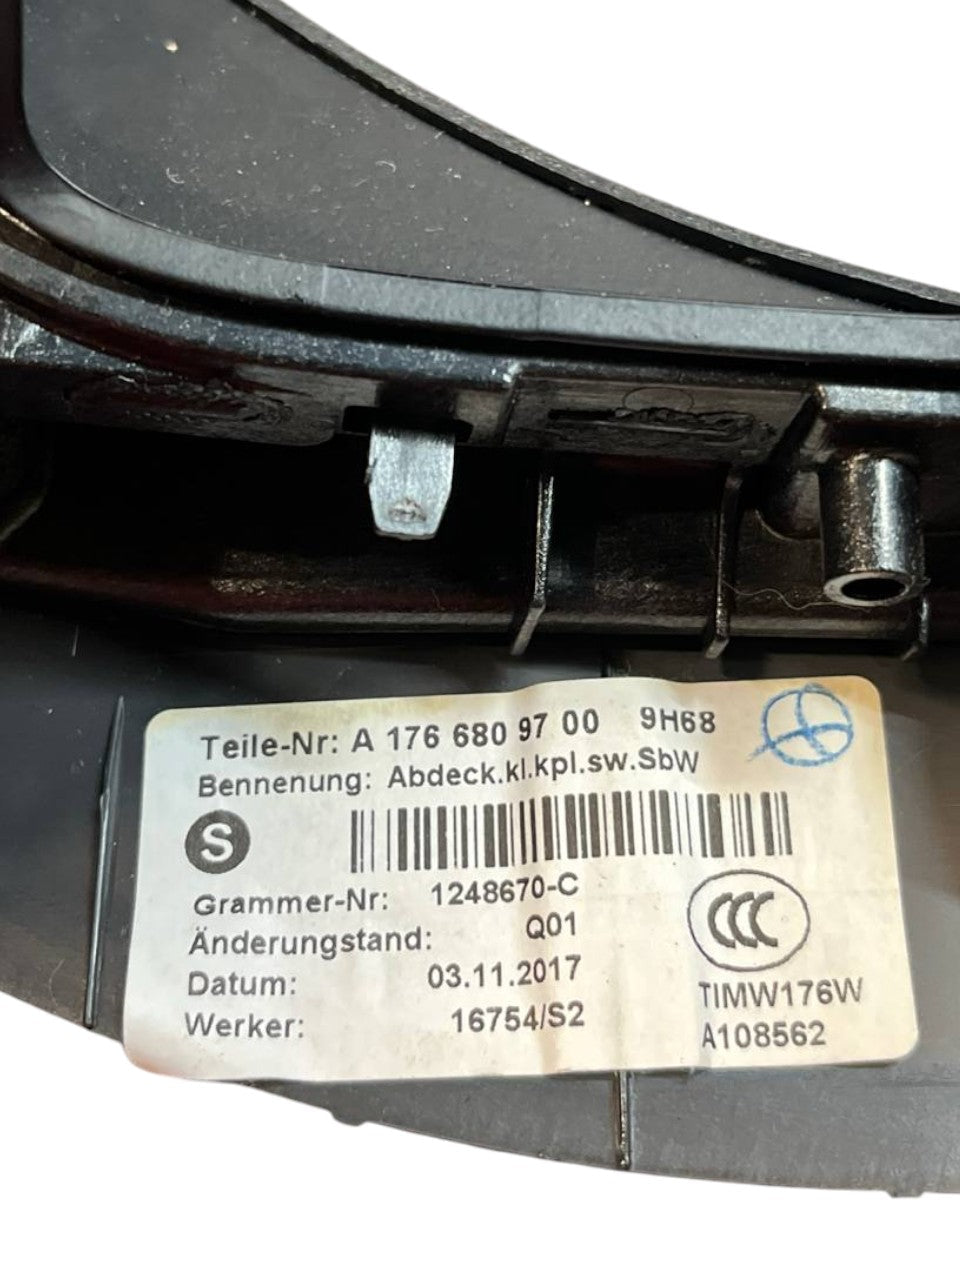 Teile-Nr: A 176 680 97 00 9H68
Bennenung: Abdeck.kl.kpl.sw.SbW
S
Grammer-Nr: 1248670-C
Änderungstand: Q01
Datum: 03.11.2017
Werker: 16754/S2
CCC
TIMW176W
A108562